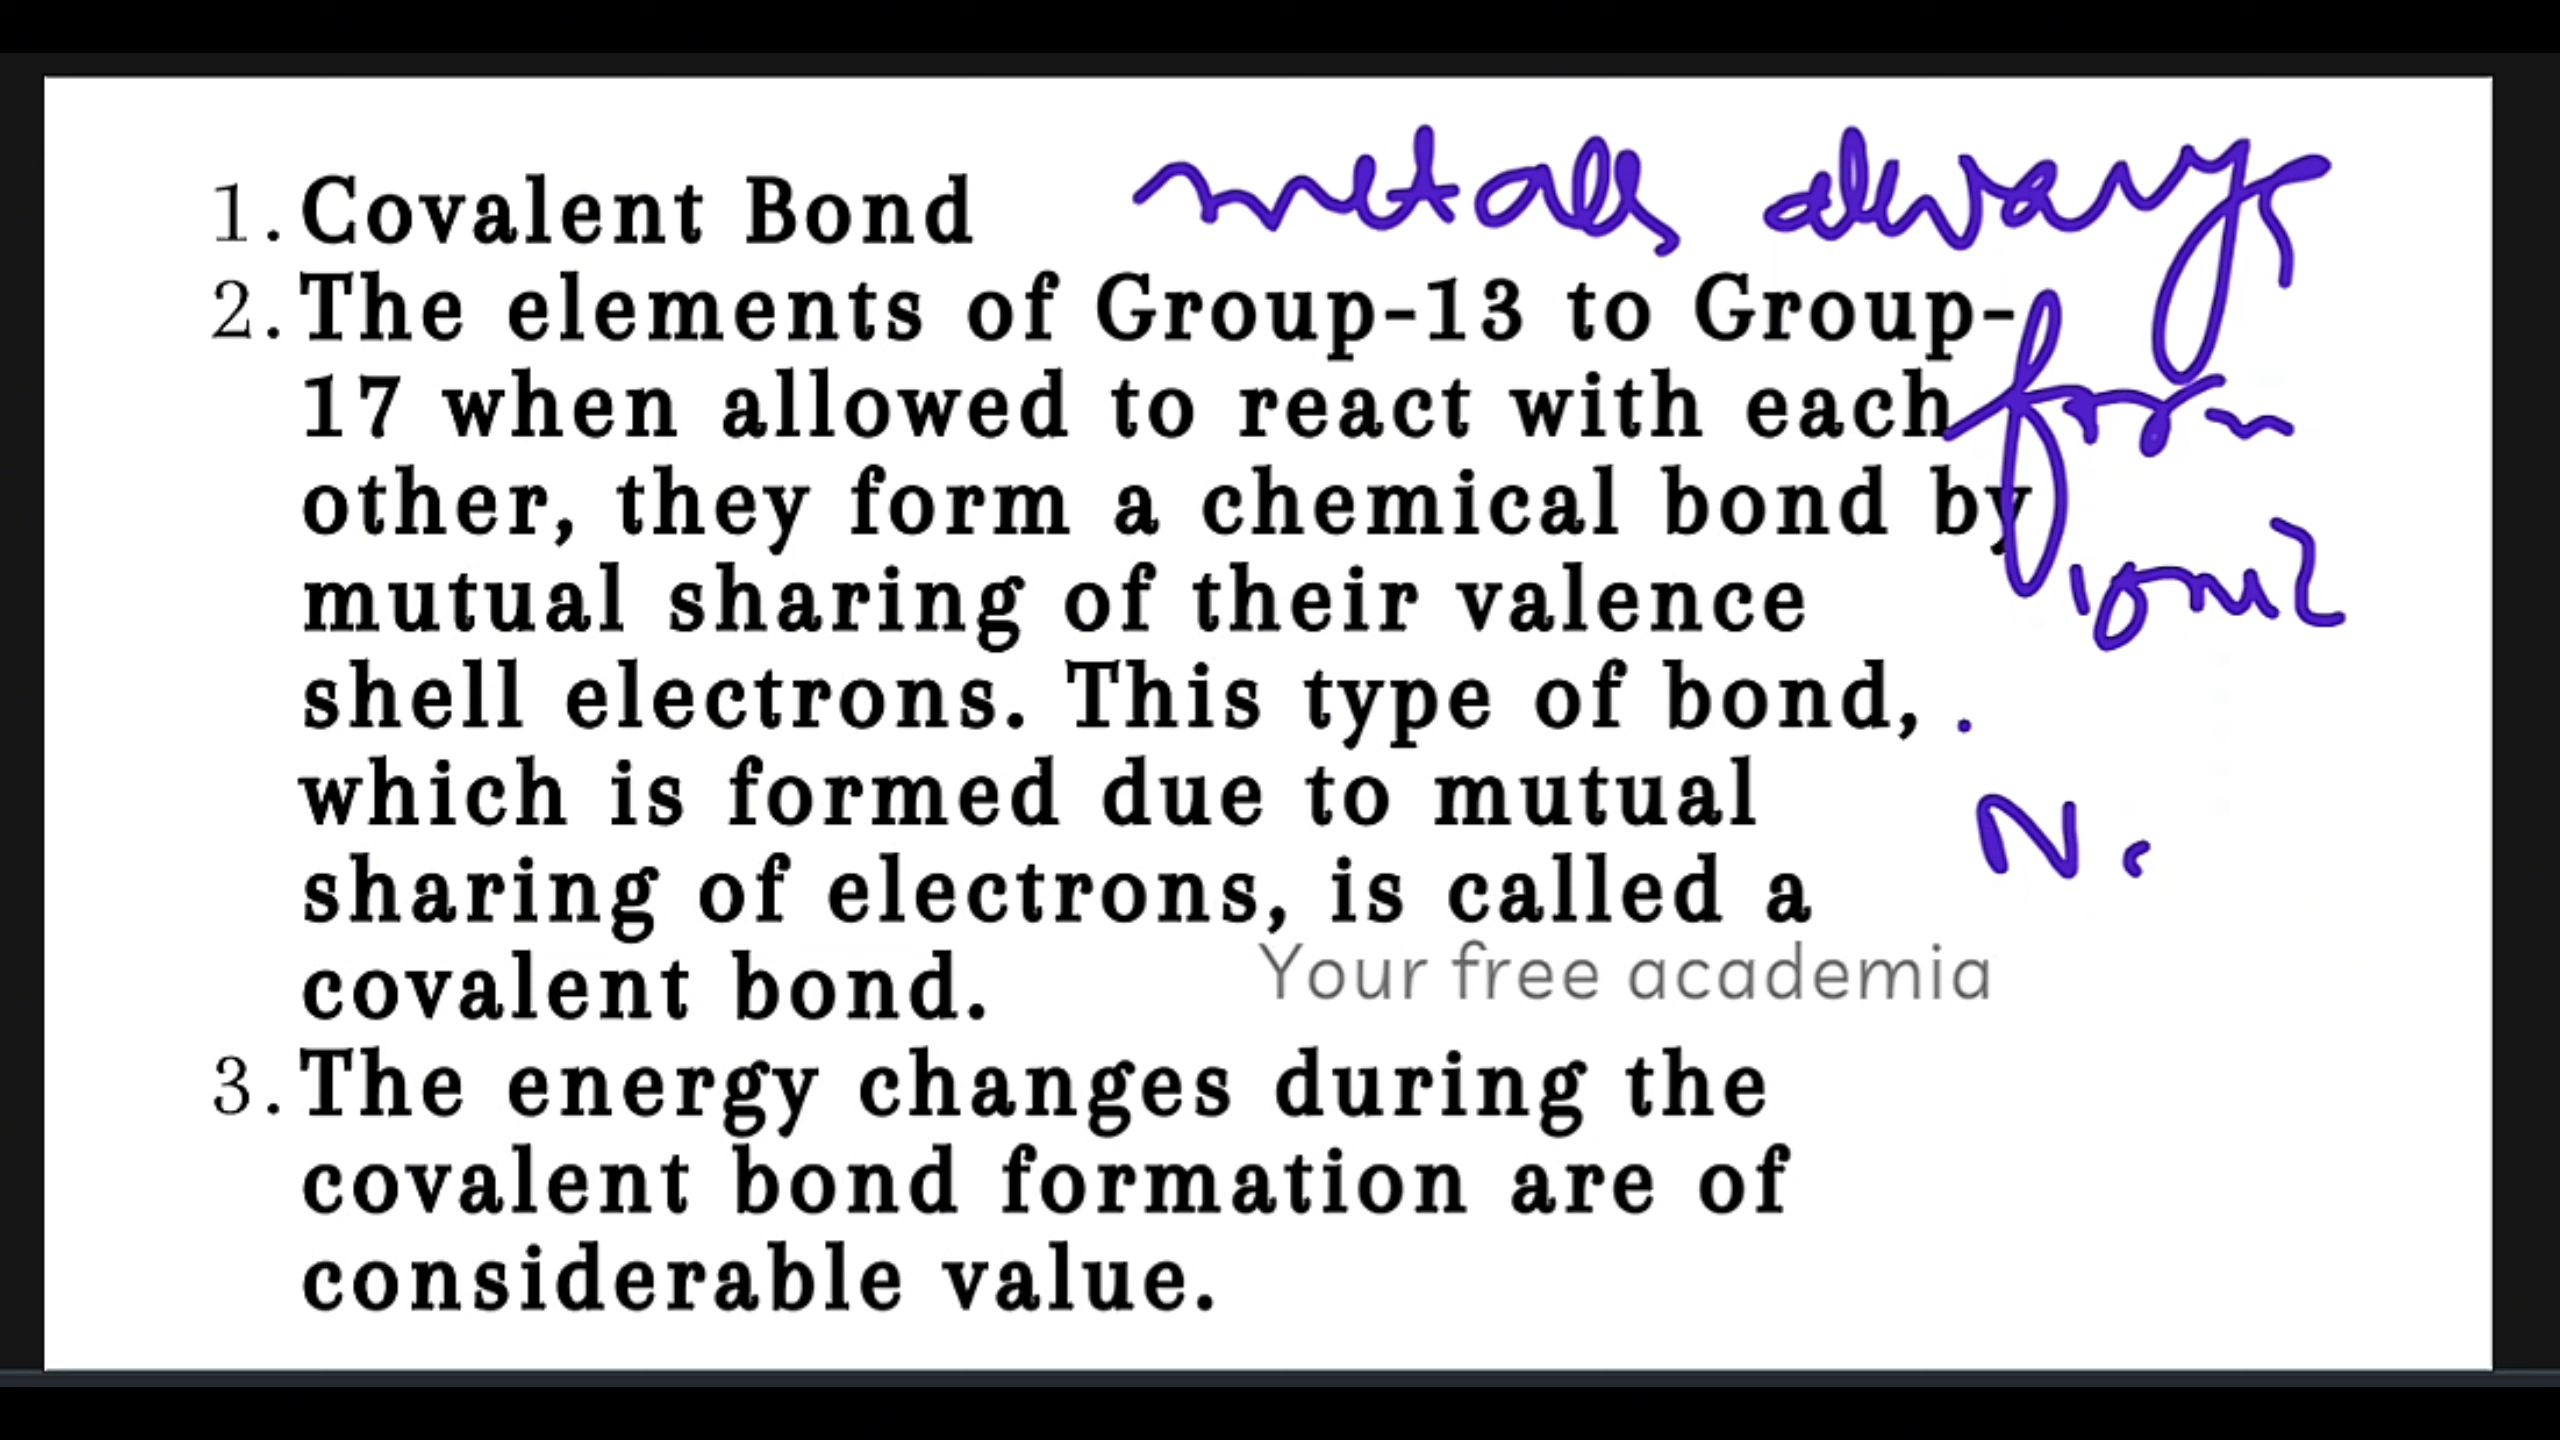 1. Covalent Bond metals always
2. The elements of Group-13 to Group-
17 when allowed to react with each form
other, they form a chemical bond by
mutual sharing of their valence ionic
shell electrons. This type of bond,
which is formed due to mutual
N.
sharing of electrons, is called a
covalent bond. Your free academia
3. The energy changes during the
covalent bond formation are of
considerable value.